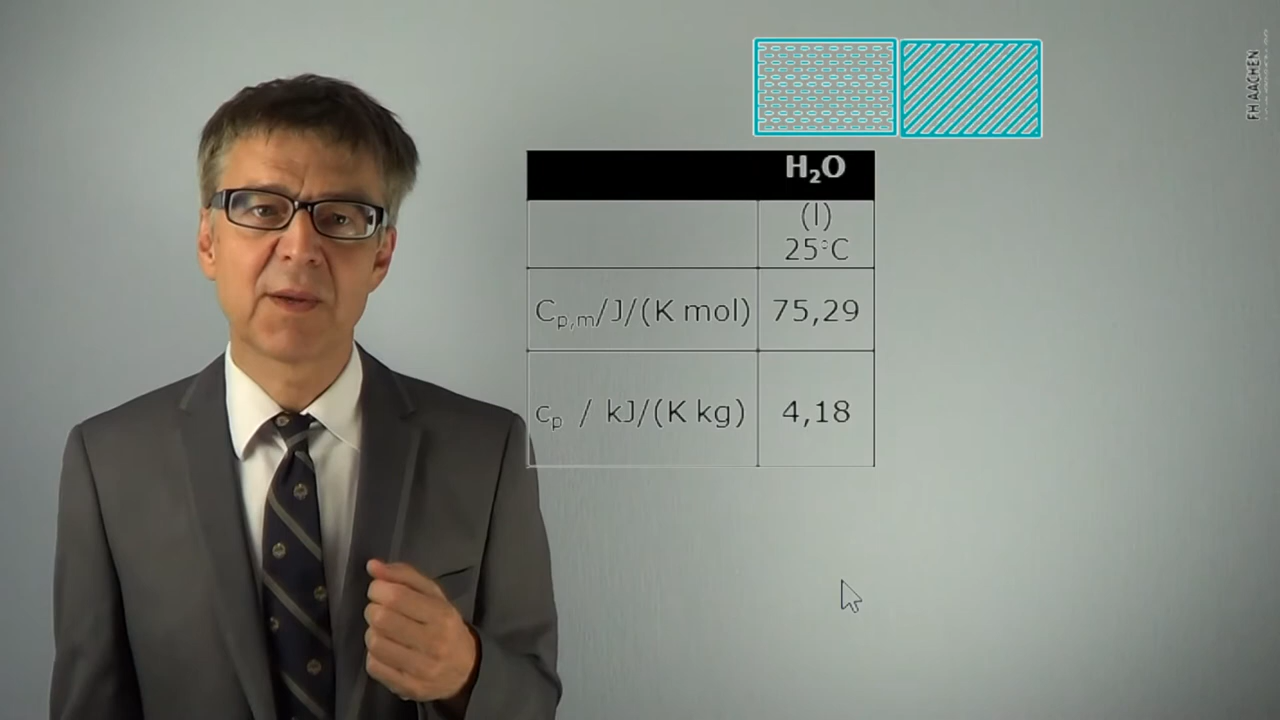 FH AACHEN
H₂O
(l)
25°C
Cp,m/J/(K mol) 75,29
cp / kJ/(K kg) 4,18